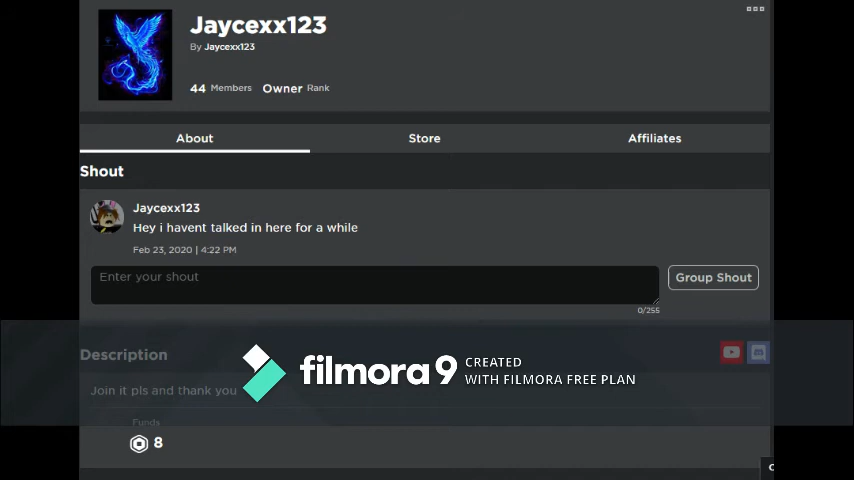 Jaycexx123
By Jaycexx123
44 Members Owner Rank
About Store Affiliates
Shout
Jaycexx123
Hey i havent talked in here for a while
Feb 23, 2020 | 4:22 PM
Enter your shout
Group Shout
0/255
Description
filmora9 CREATED
WITH FILMORA FREE PLAN
Join it pls and thank you
Funds
8